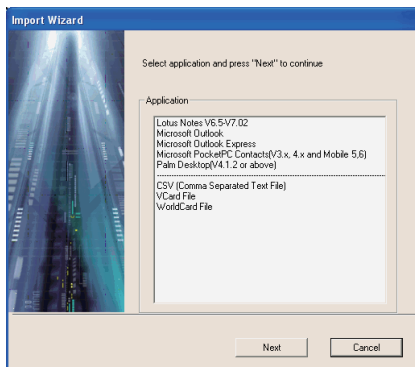 Import Wizard
Select application and press "Next" to continue
Application
Lotus Notes V6.5-V7.02
Microsoft Outlook
Microsoft Outlook Express
Microsoft PocketPC Contacts(V3.x, 4.x and Mobile 5,6)
Palm Desktop(V4.1.2 or above)
CSV (Comma Separated Text File)
VCard File
WorldCard File
Next
Cancel